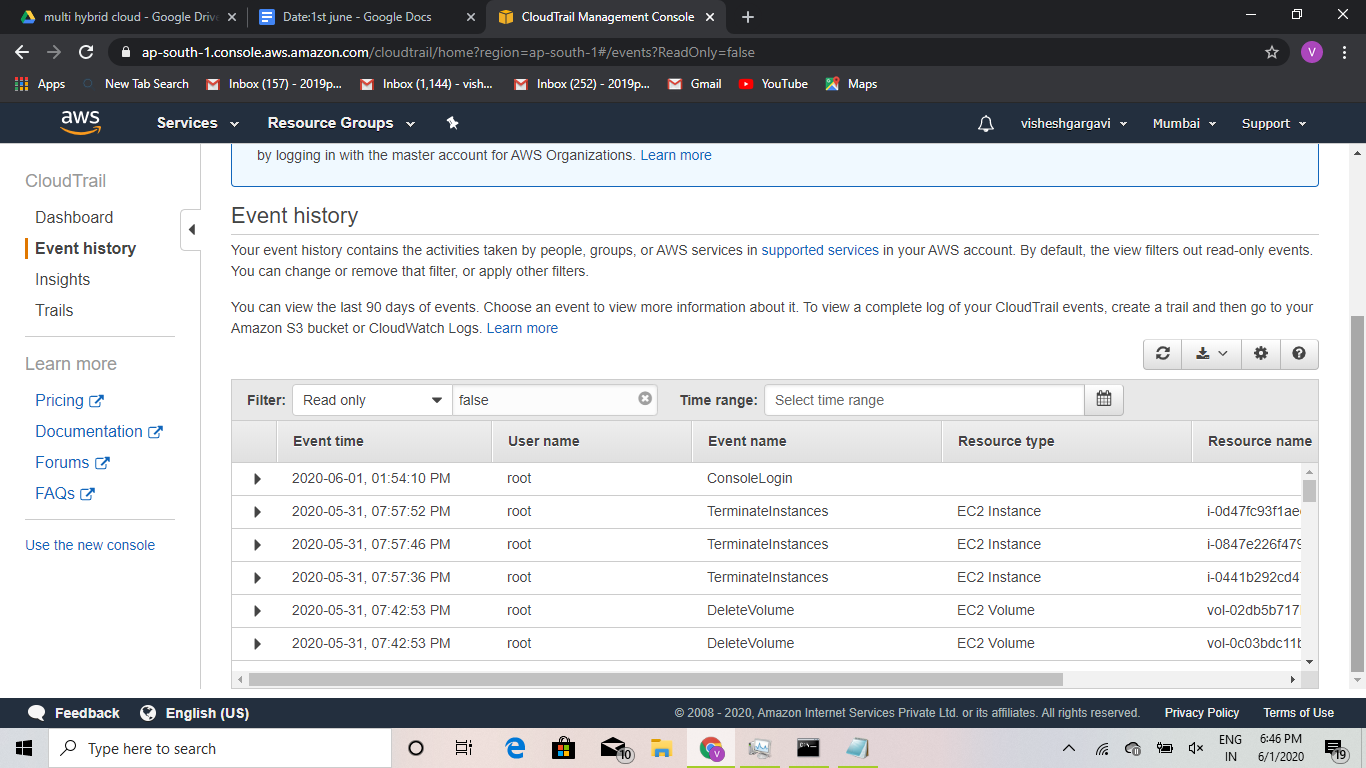 multi hybrid cloud - Google Drive
Date:1st june - Google Docs
CloudTrail Management Console
ap-south-1.console.aws.amazon.com/cloudtrail/home?region=ap-south-1#/events?ReadOnly=false
V
Apps New Tab Search Inbox (157) - 2019p... Inbox (1,144) - vish... Inbox (252) - 2019p... Gmail YouTube Maps
aws Services Resource Groups visheshgargavi Mumbai Support
by logging in with the master account for AWS Organizations. Learn more
CloudTrail
Dashboard
Event history
Insights
Trails
Learn more
Pricing
Documentation
Forums
FAQs
Use the new console
Event history
Your event history contains the activities taken by people, groups, or AWS services in supported services in your AWS account. By default, the view filters out read-only events.
You can change or remove that filter, or apply other filters.
You can view the last 90 days of events. Choose an event to view more information about it. To view a complete log of your CloudTrail events, create a trail and then go to your
Amazon S3 bucket or CloudWatch Logs. Learn more
Filter: Read only false Time range: Select time range
Event time User name Event name Resource type Resource name
2020-06-01, 01:54:10 PM root ConsoleLogin
2020-05-31, 07:57:52 PM root TerminateInstances EC2 Instance i-0d47fc93f1ae
2020-05-31, 07:57:46 PM root TerminateInstances EC2 Instance i-0847e226f479
2020-05-31, 07:57:36 PM root TerminateInstances EC2 Instance i-0441b292cd4
2020-05-31, 07:42:53 PM root DeleteVolume EC2 Volume vol-02db5b717
2020-05-31, 07:42:53 PM root DeleteVolume EC2 Volume vol-0c03bdc11b
Feedback English (US) © 2008 - 2020, Amazon Internet Services Private Ltd. or its affiliates. All rights reserved. Privacy Policy Terms of Use
Type here to search
10
V
ENG
IN
6:46 PM
6/1/2020
19